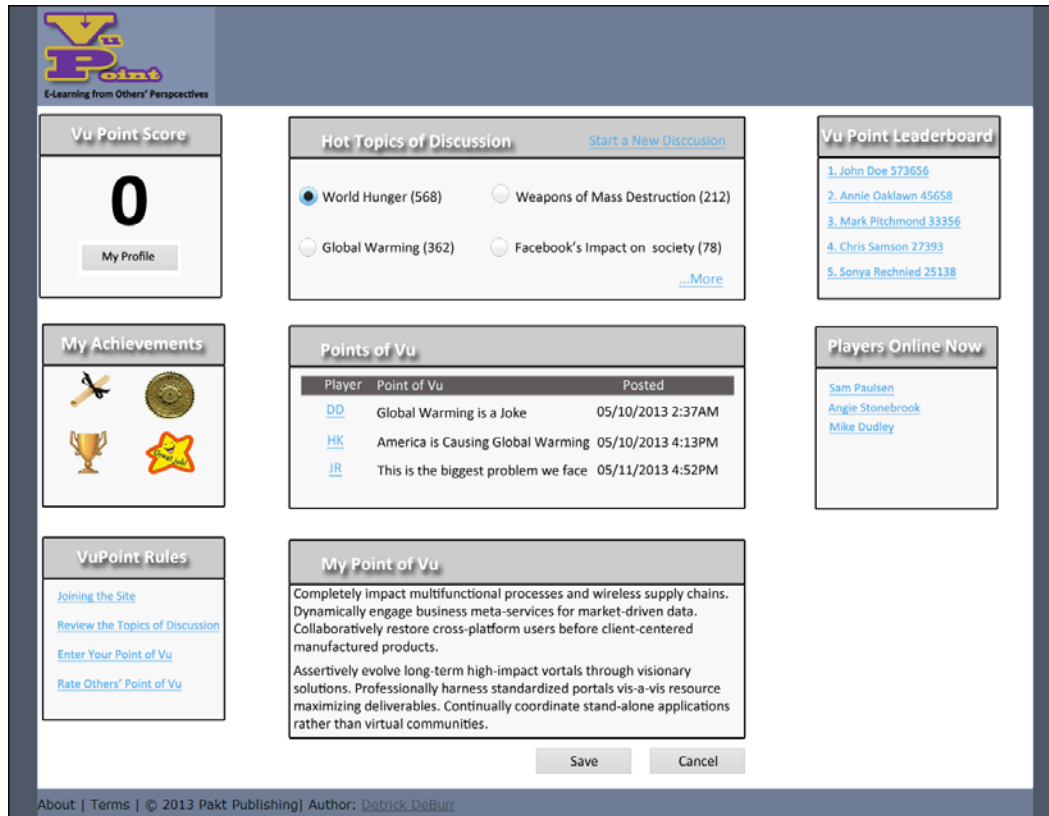 Vu
Point
E-Learning from Others' Perspcectives
Vu Point Score
0
My Profile
Hot Topics of Discussion
Start a New Disccusion
World Hunger (568)
Weapons of Mass Destruction (212)
Global Warming (362)
Facebook's Impact on society (78)
...More
Vu Point Leaderboard
1. John Doe 573656
2. Annie Oaklawn 45658
3. Mark Pitchmond 33356
4. Chris Samson 27393
5. Sonya Rechnied 25138
My Achievements
Great Job!
Points of Vu
Player Point of Vu Posted
DD Global Warming is a Joke 05/10/2013 2:37AM
HK America is Causing Global Warming 05/10/2013 4:13PM
JR This is the biggest problem we face 05/11/2013 4:52PM
Players Online Now
Sam Paulsen
Angie Stonebrook
Mike Dudley
VuPoint Rules
Joining the Site
Review the Topics of Discussion
Enter Your Point of Vu
Rate Others' Point of Vu
My Point of Vu
Completely impact multifunctional processes and wireless supply chains.
Dynamically engage business meta-services for market-driven data.
Collaboratively restore cross-platform users before client-centered
manufactured products.
Assertively evolve long-term high-impact vortals through visionary
solutions. Professionally harness standardized portals vis-a-vis resource
maximizing deliverables. Continually coordinate stand-alone applications
rather than virtual communities.
Save
Cancel
About | Terms | © 2013 Pakt Publishing| Author: Detrick DeBurr